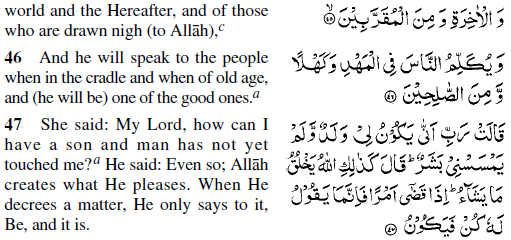 world and the Hereafter, and of those
who are drawn nigh (to Allāh),c
46 And he will speak to the people
when in the cradle and when of old age,
and (he will be) one of the good ones.a
47 She said: My Lord, how can I
have a son and man has not yet
touched me?a He said: Even so; Allāh
creates what He pleases. When He
decrees a matter, He only says to it,
Be, and it is.
وَ الْاٰخِرَةِ وَ مِنَ الْمُقَرَّبِيْنَۙ ۴۵
وَ يُكَلِّمُ النَّاسَ فِي الْمَهْدِ وَ كَهْلًا
وَّ مِنَ الصّٰلِحِيْنَ ۴۶
قَالَتْ رَبِّ اَنّٰى يَكُوْنُ لِيْ وَلَدٌ وَّ لَمْ
يَمْسَسْنِيْ بَشَرٌ ؕ قَالَ كَذٰلِكِ اللّٰهُ يَخْلُقُ
مَا يَشَآءُ ؕ اِذَا قَضٰۤى اَمْرًا فَاِنَّمَا يَقُوْلُ
لَهٗ كُنْ فَيَكُوْنُ ۴۷